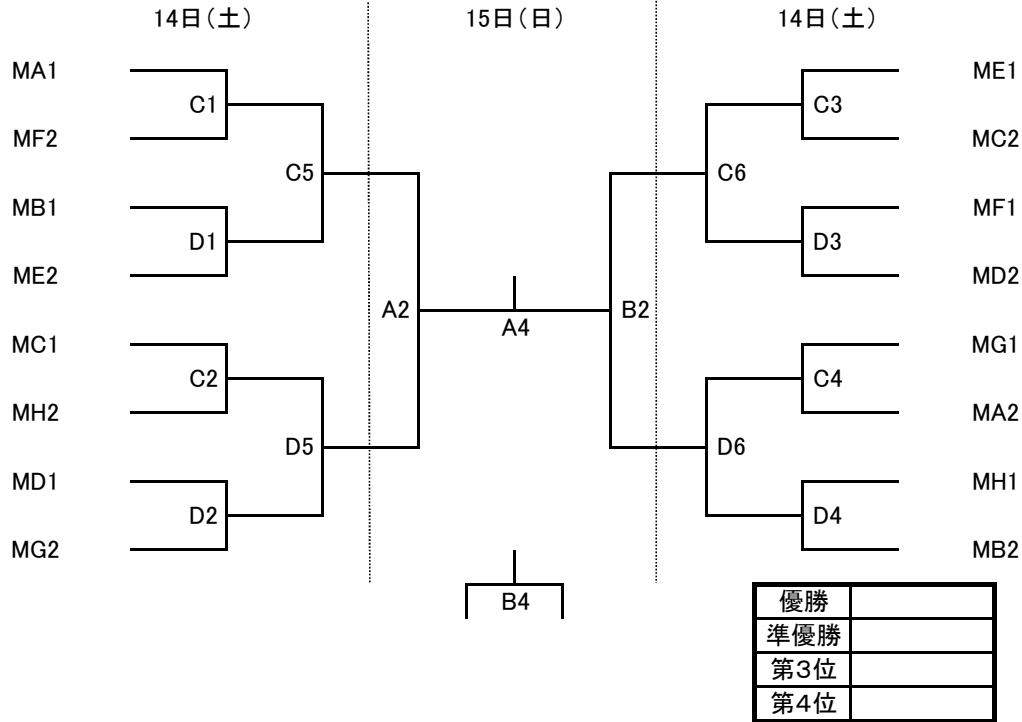 14日（土） 15日（日） 14日（土）
MA1 ME1
C1 C3
MF2 MC2
C5 C6
MB1 MF1
D1 D3
ME2 MD2
A2 A4 B2
MC1 MG1
C2 C4
MH2 MA2
D5 D6
MD1 MH1
D2 D4
MG2 MB2
B4
優勝
準優勝
第3位
第4位